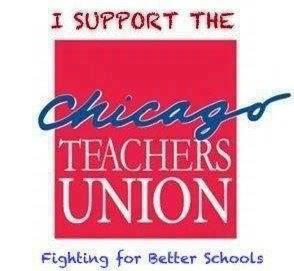 I SUPPORT THE
Chicago
TEACHERS
UNION
Fighting for Better Schools